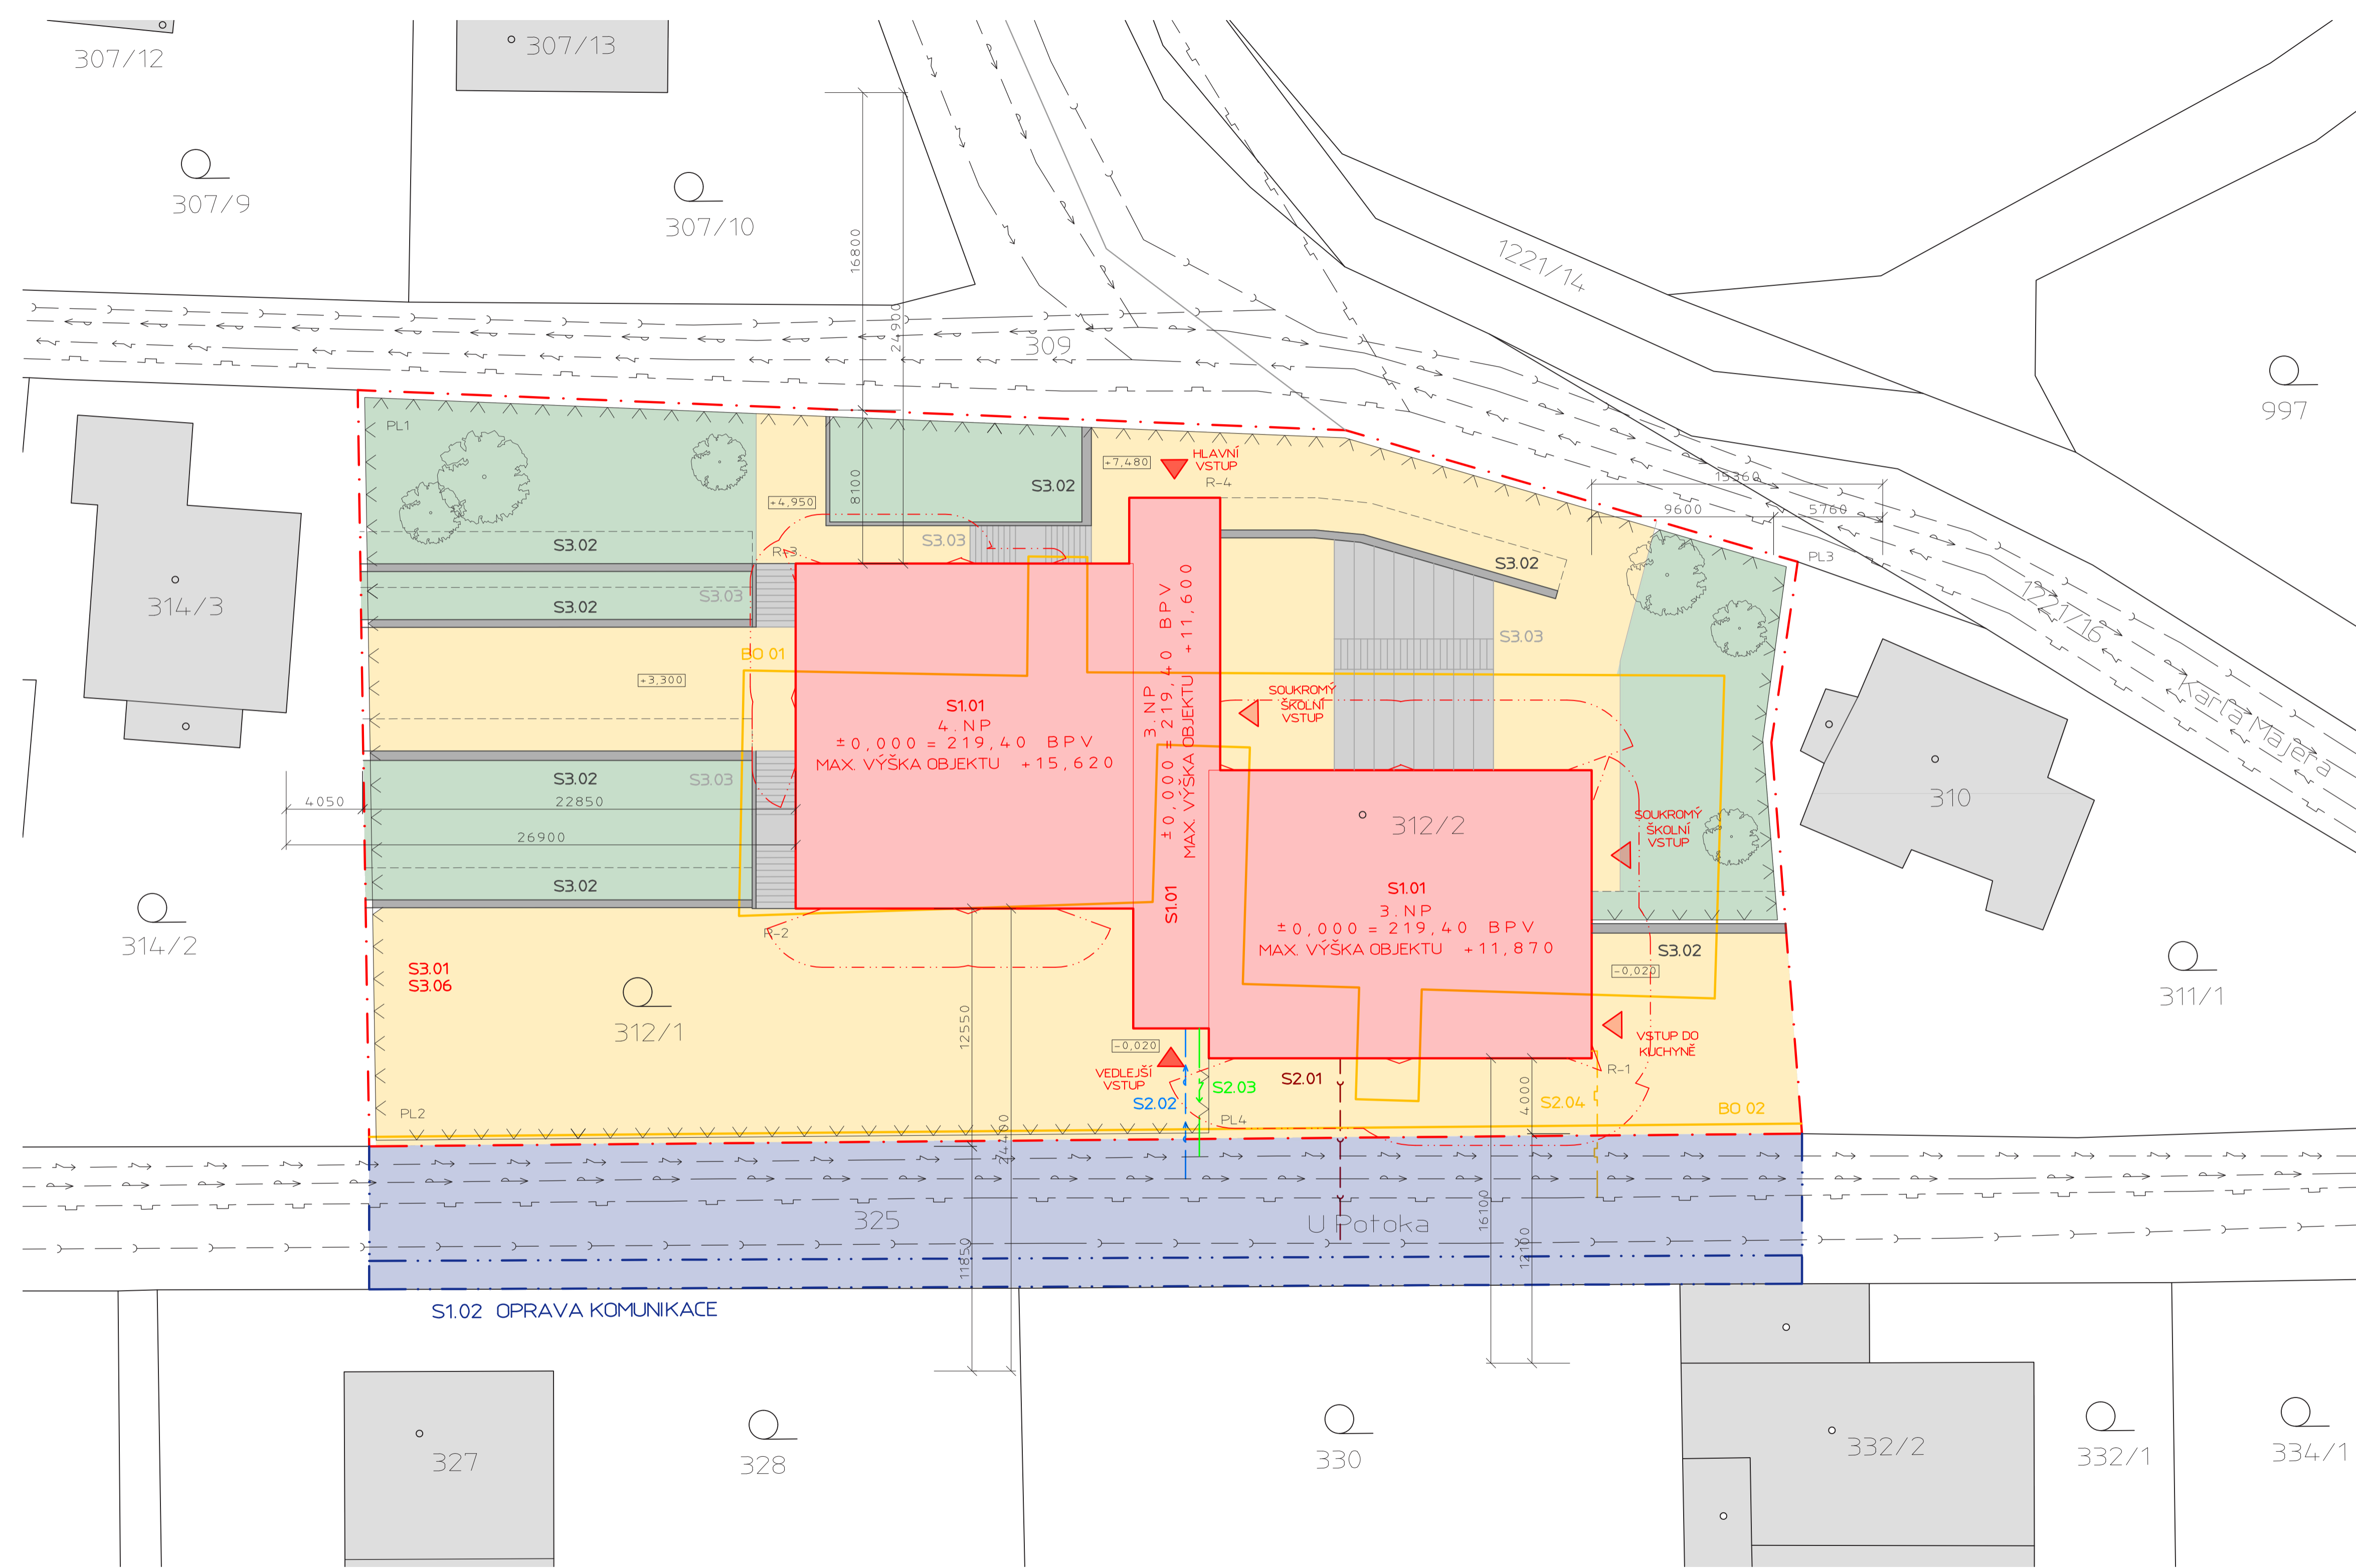 307/12
307/13
307/9
307/10
1221/14
16800
24900
309
997
PL1
HLAVNÍ
VSTUP
+7,480
R-4
S3.02
8100
+4,950
15360
9600
5760
S3.03
R-3
S3.02
S3.02
PL3
314/3
S3.03
S3.02
1221/16
S3.03
BO 01
+3,300
Karla Majera
SOUKROMÝ
ŠKOLNÍ
VSTUP
S1.01
4.NP
±0,000 = 219,40 BPV
MAX. VÝŠKA OBJEKTU +15,620
S1.01
3.NP
±0,000 = 219,40 BPV
MAX. VÝŠKA OBJEKTU +11,600
S3.02
S3.03
4050
22850
26900
310
SOUKROMÝ
ŠKOLNÍ
VSTUP
312/2
S3.02
S1.01
3.NP
±0,000 = 219,40 BPV
MAX. VÝŠKA OBJEKTU +11,870
314/2
R-2
S3.02
S3.01
S3.06
-0,020
311/1
312/1
12550
24400
-0,020
VSTUP DO
KUCHYNĚ
VEDLEJŠÍ
VSTUP
S2.01
R-1
S2.03
S2.02
S2.04
4000
BO 02
PL2
PL4
325
U Potoka
16100
12100
11850
S1.02 OPRAVA KOMUNIKACE
327
328
330
332/2
332/1
334/1